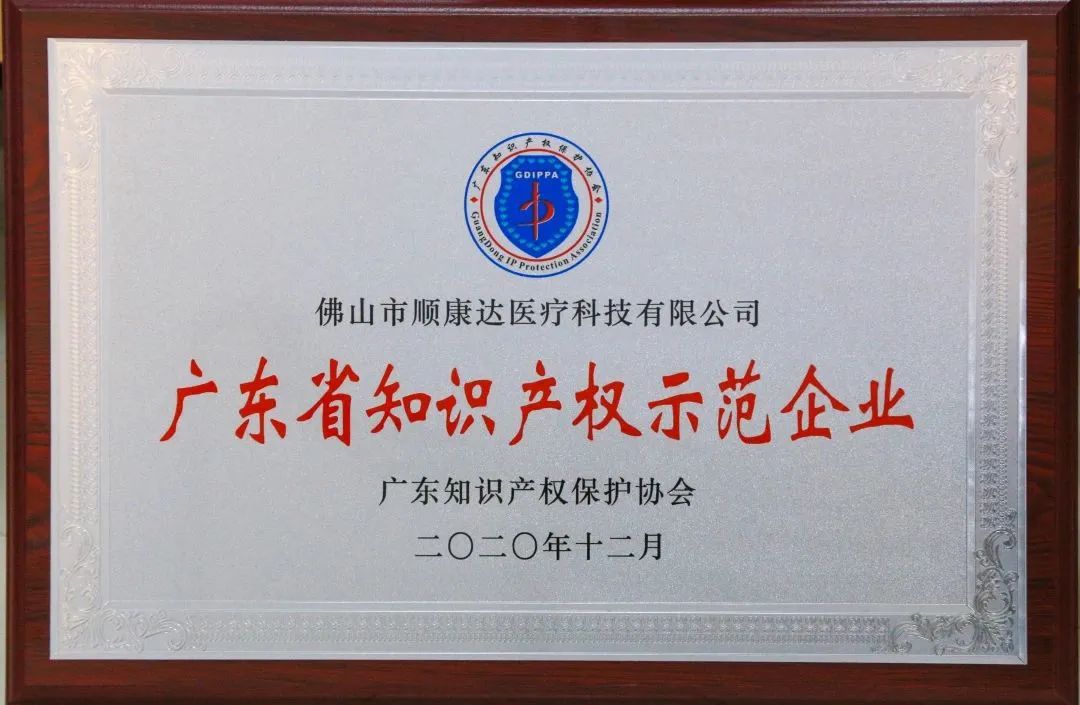 广东知识产权保护协会
GDIPPA
GuangDong IP Protection Association
佛山市顺康达医疗科技有限公司
广东省知识产权示范企业
广东知识产权保护协会
二〇二〇年十二月